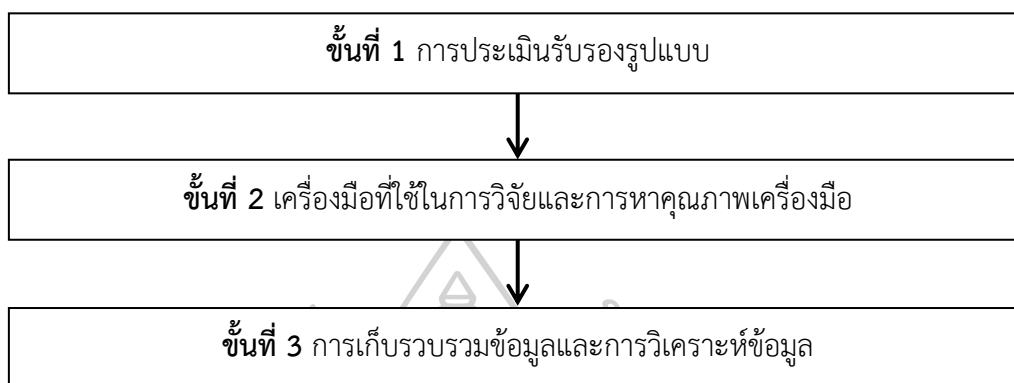 ขั้นที่ 1 การประเมินรับรองรูปแบบ
ขั้นที่ 2 เครื่องมือที่ใช้ในการวิจัยและการหาคุณภาพเครื่องมือ
ขั้นที่ 3 การเก็บรวบรวมข้อมูลและการวิเคราะห์ข้อมูล